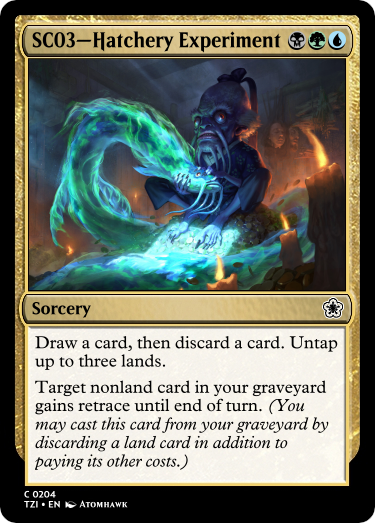 SC03—Hatchery Experiment
Sorcery
Draw a card, then discard a card. Untap
up to three lands.
Target nonland card in your graveyard
gains retrace until end of turn. (You
may cast this card from your graveyard by
discarding a land card in addition to
paying its other costs.)
C 0204
TZI • EN Atomhawk